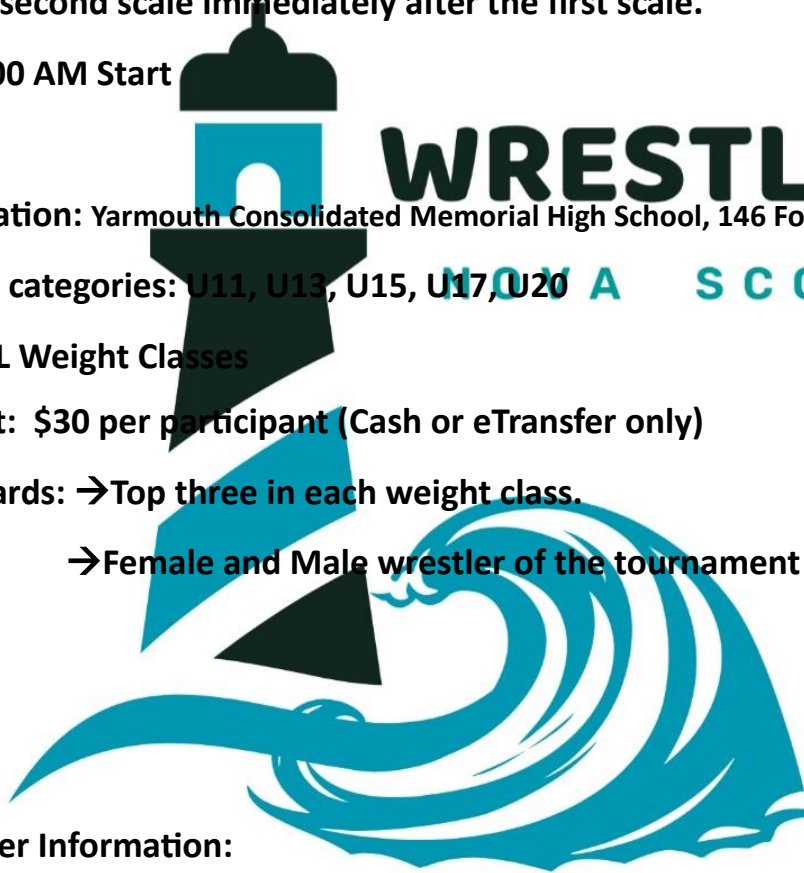 second scale immediately after the first scale.
00 AM Start
WRESTL
ation: Yarmouth Consolidated Memorial High School, 146 Fo
categories: U11, U13, U15, U17, U20
NOVA SCO
L Weight Classes
t: $30 per participant (Cash or eTransfer only)
ards: →Top three in each weight class.
→Female and Male wrestler of the tournament
er Information: